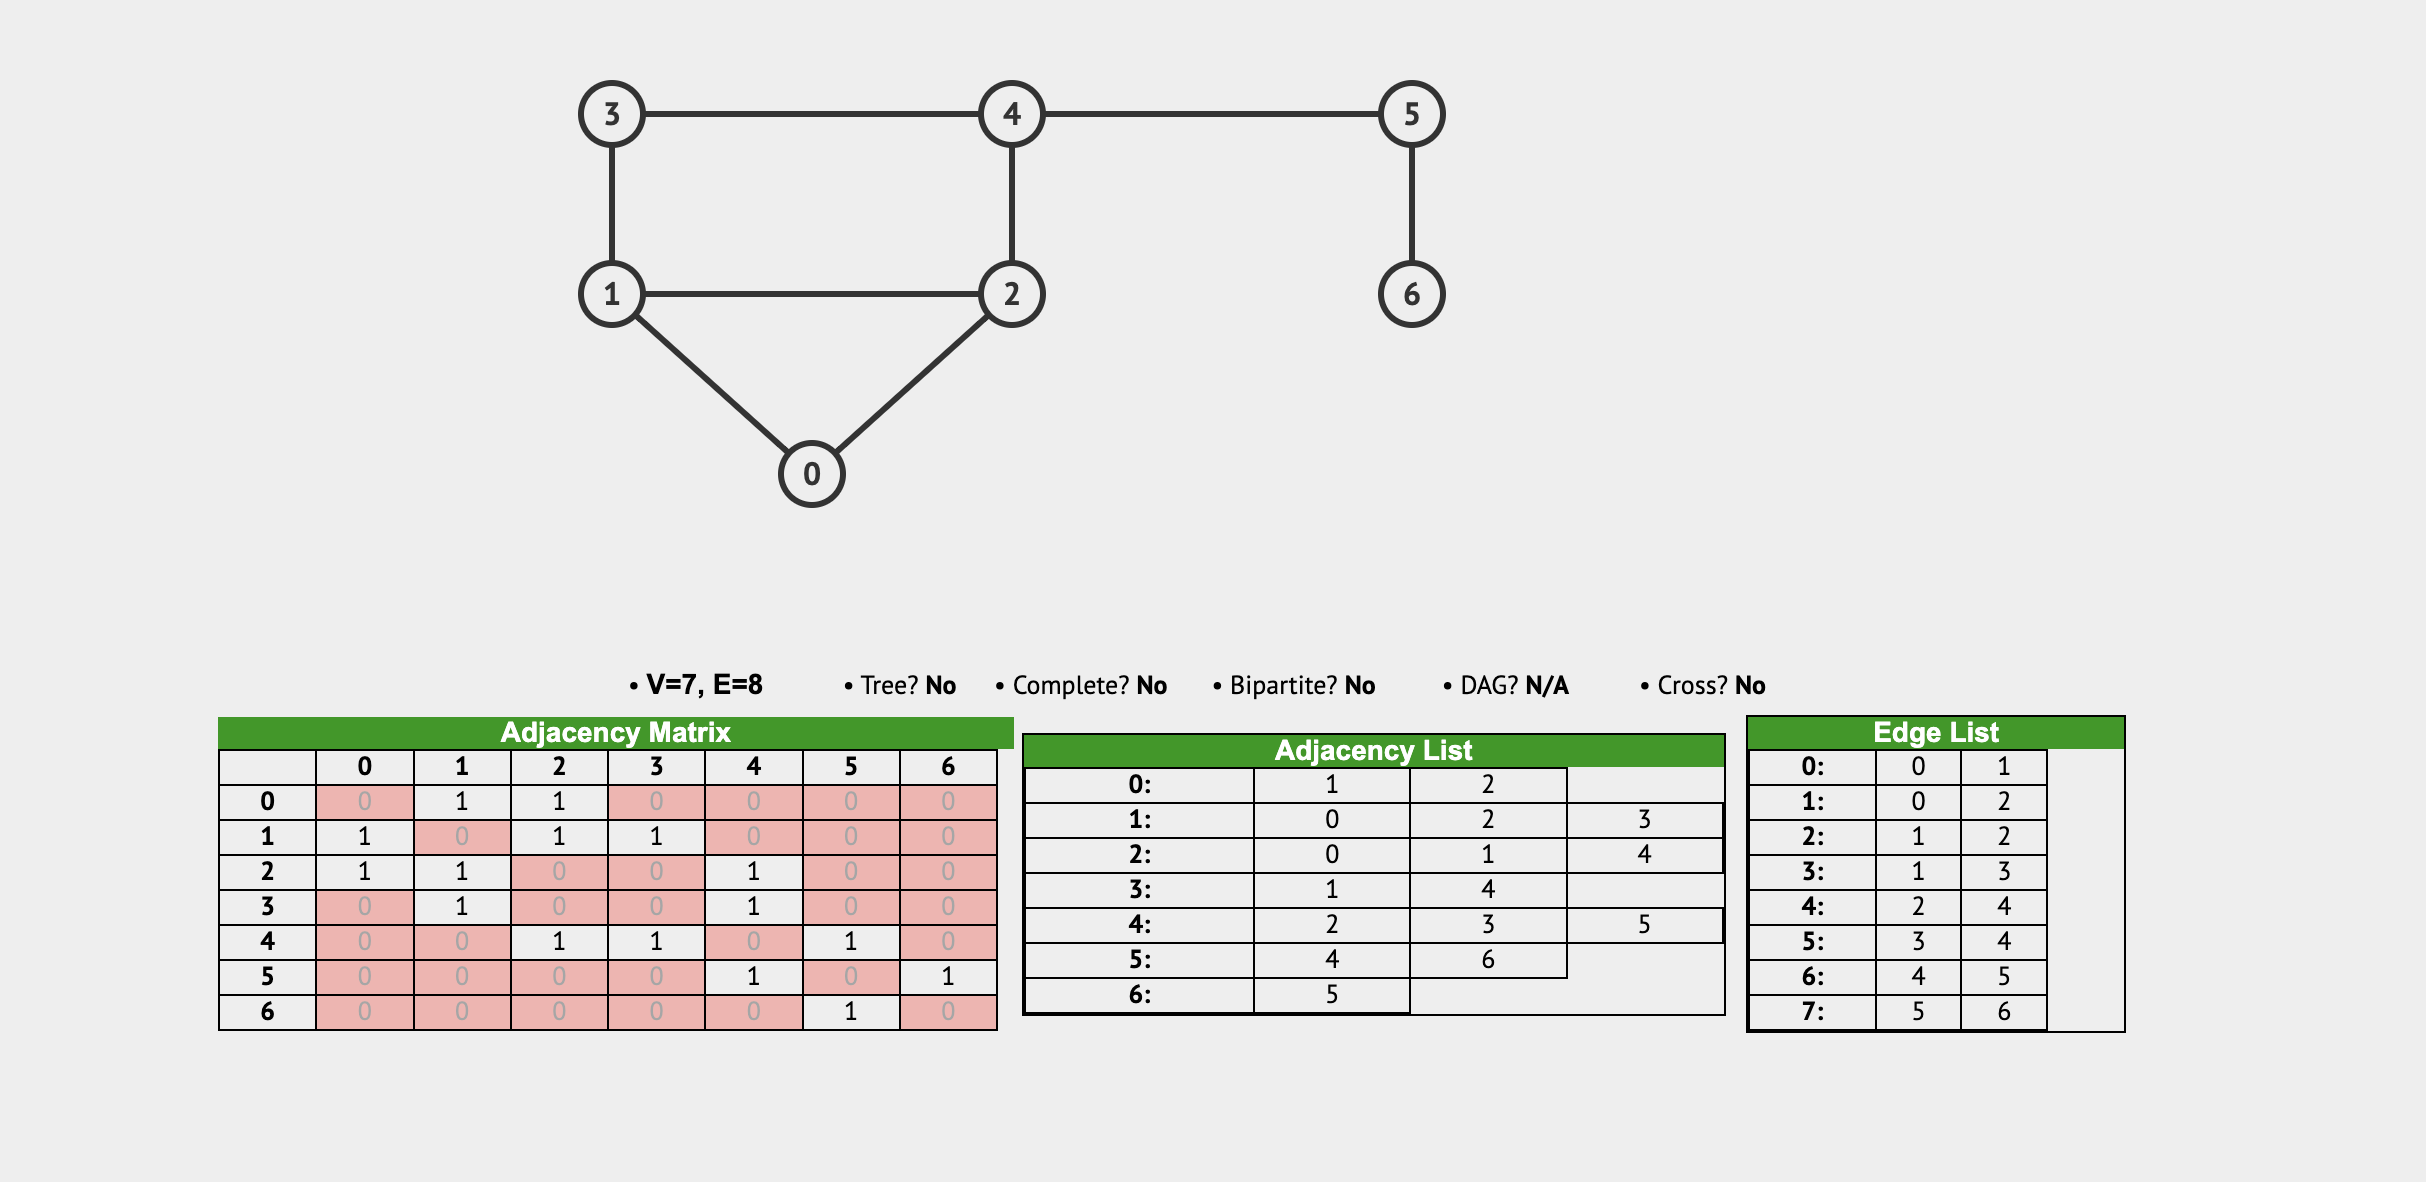 3 4 5
1 2 6
0
• V=7, E=8 • Tree? No • Complete? No • Bipartite? No • DAG? N/A • Cross? No
Adjacency Matrix
0 1 2 3 4 5 6
0 0 1 1 0 0 0 0
1 1 0 1 1 0 0 0
2 1 1 0 0 1 0 0
3 0 1 0 0 1 0 0
4 0 0 1 1 0 1 0
5 0 0 0 0 1 0 1
6 0 0 0 0 0 1 0
Adjacency List
0: 1 2
1: 0 2 3
2: 0 1 4
3: 1 4
4: 2 3 5
5: 4 6
6: 5
Edge List
0: 0 1
1: 0 2
2: 1 2
3: 1 3
4: 2 4
5: 3 4
6: 4 5
7: 5 6